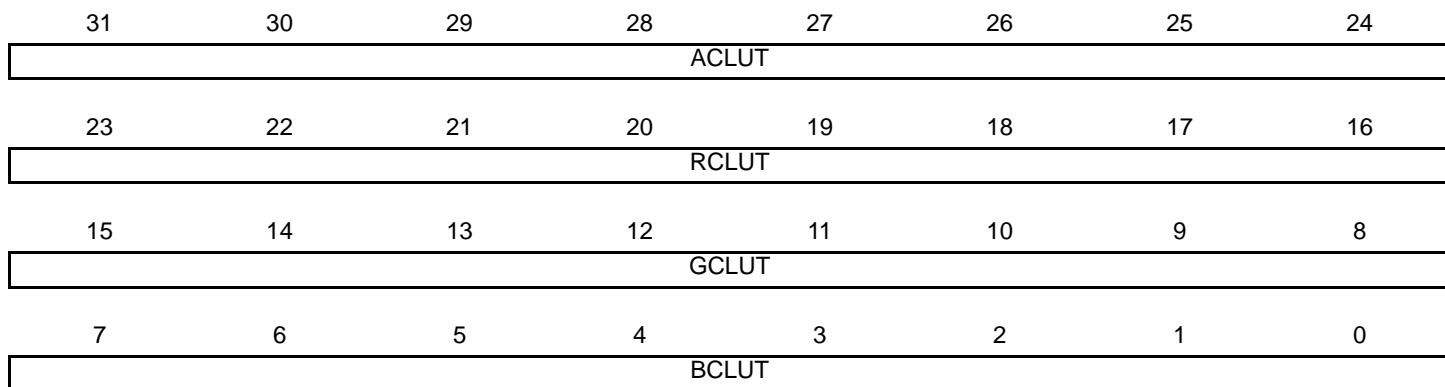 31 30 29 28 27 26 25 24
ACLUT
23 22 21 20 19 18 17 16
RCLUT
15 14 13 12 11 10 9 8
GCLUT
7 6 5 4 3 2 1 0
BCLUT